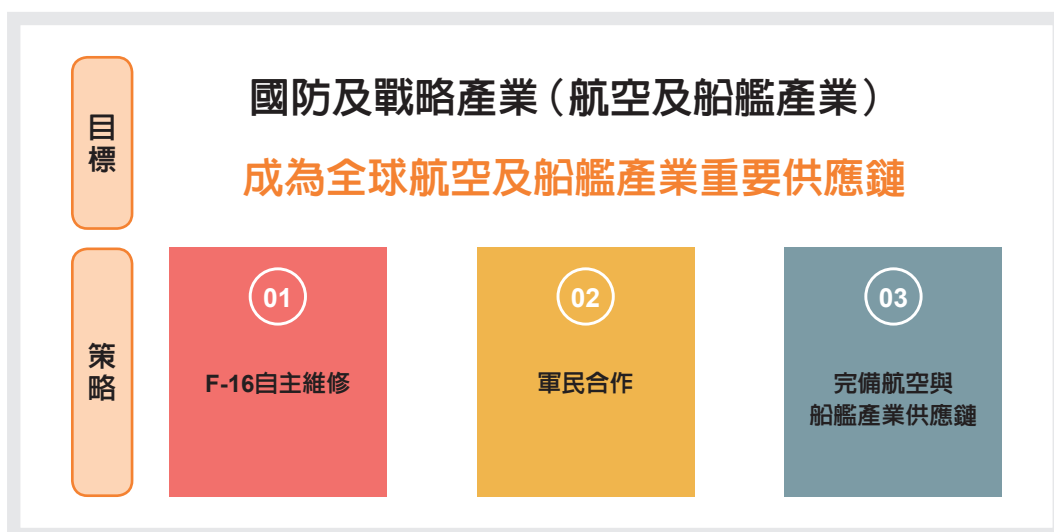 目標
國防及戰略產業（航空及船艦產業）
成為全球航空及船艦產業重要供應鏈
策略
01
F-16自主維修
02
軍民合作
03
完備航空與
船艦產業供應鏈